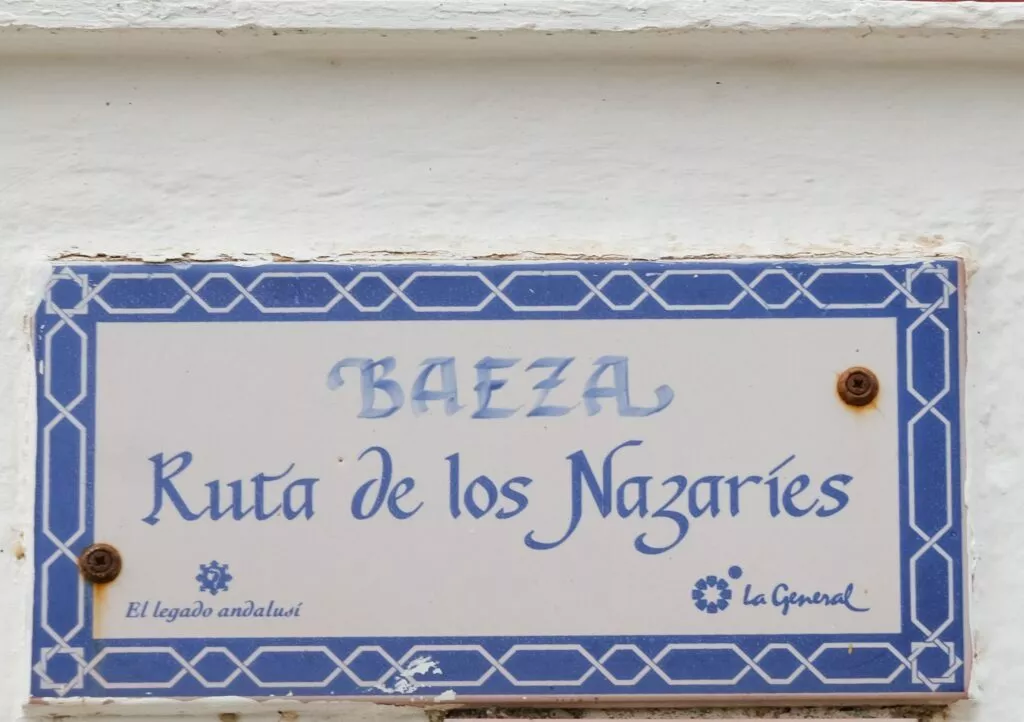 BAEZA
Ruta de los Nazaríes
El legado andalusí
La General